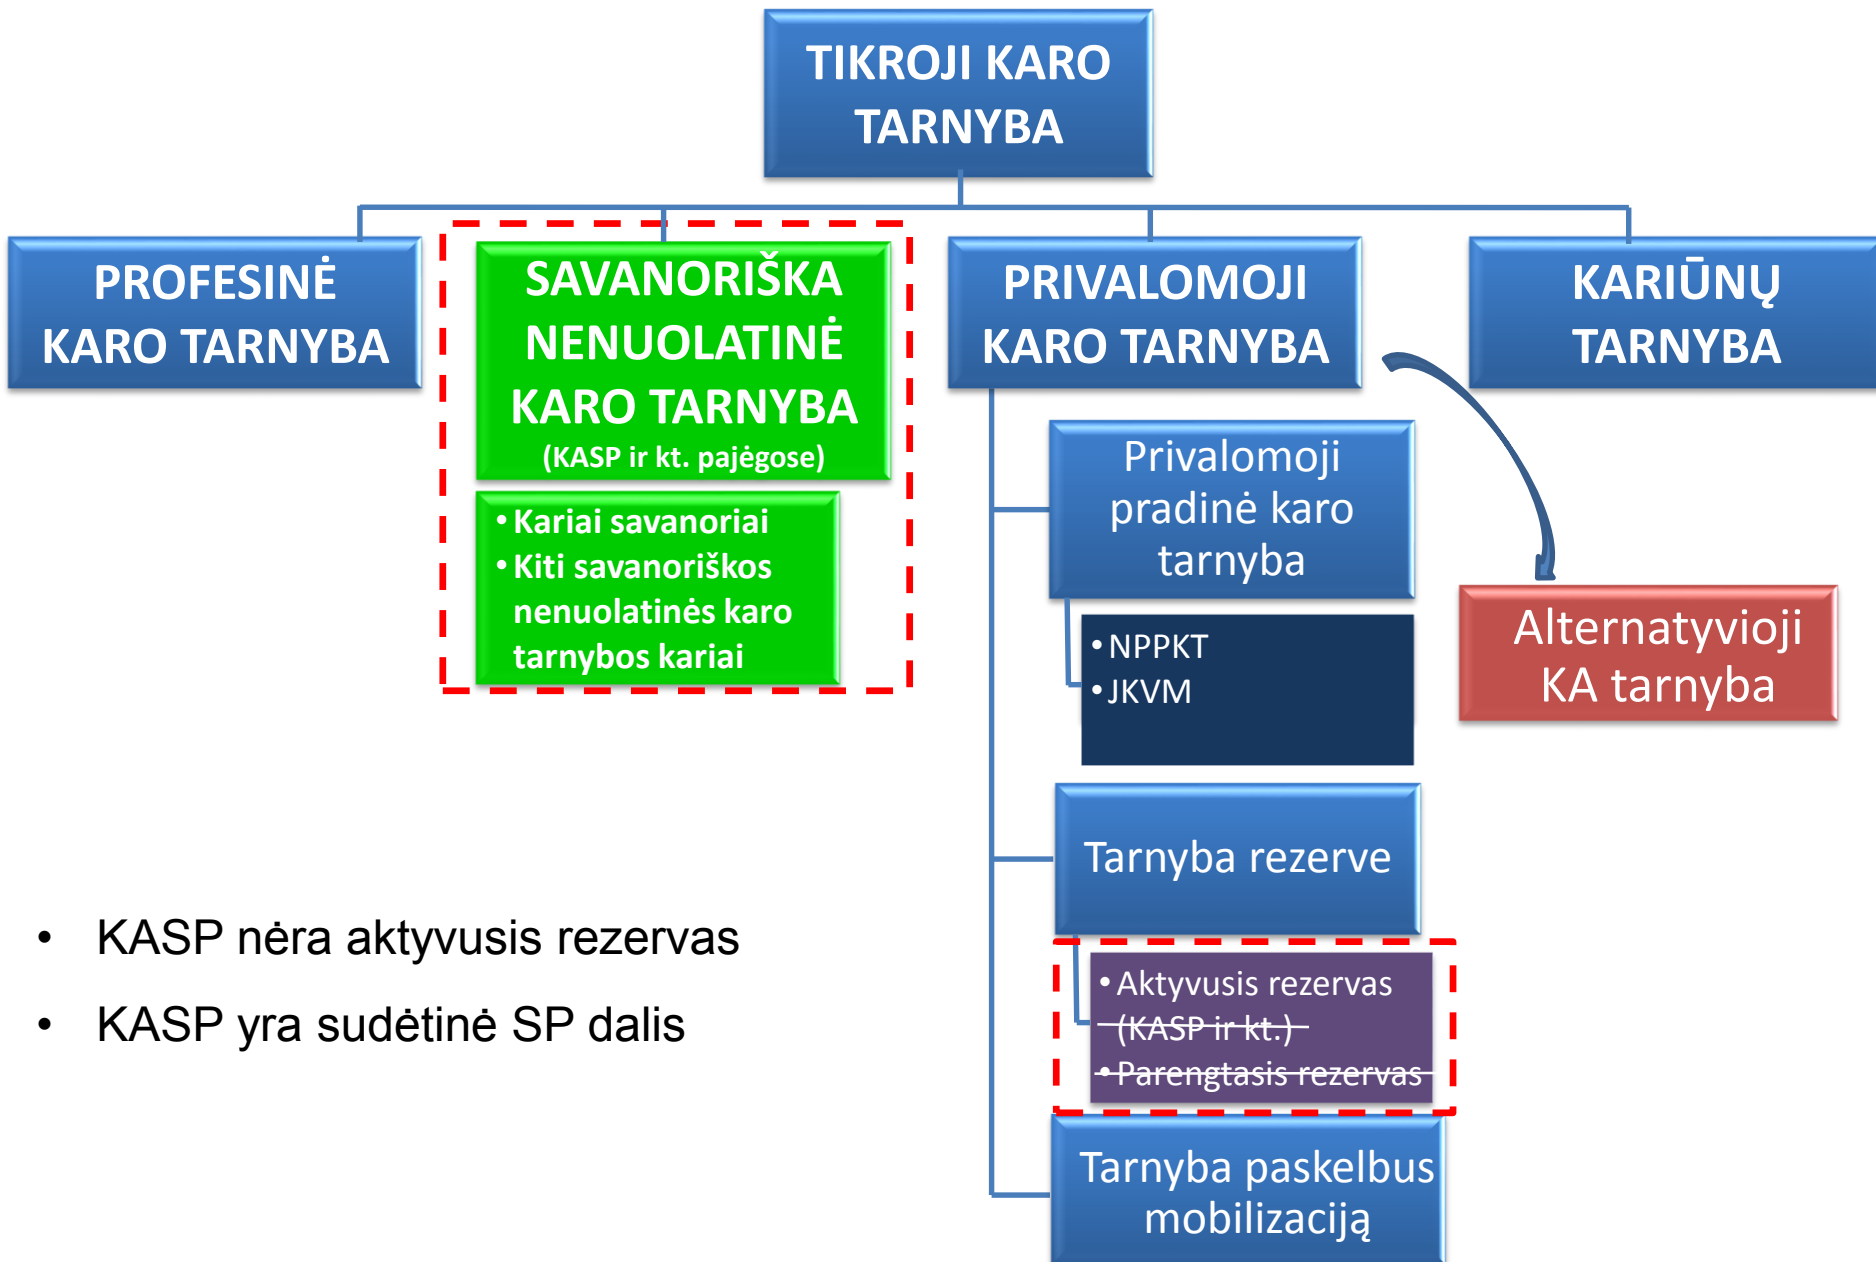 TIKROJI KARO
TARNYBA
PROFESINĖ
KARO TARNYBA
SAVANORIŠKA
NENUOLATINĖ
KARO TARNYBA
(KASP ir kt. pajėgose)
• Kariai savanoriai
• Kiti savanoriškos
nenuolatinės karo
tarnybos kariai
PRIVALOMOJI
KARO TARNYBA
KARIŪNŲ
TARNYBA
Privalomoji
pradinė karo
tarnyba
• NPPKT
• JKVM
Alternatyvioji
KA tarnyba
Tarnyba rezerve
• Aktyvusis rezervas
(KASP ir kt.)
• Parengtasis rezervas
Tarnyba paskelbus
mobilizaciją
• KASP nėra aktyvusis rezervas
• KASP yra sudėtinė SP dalis